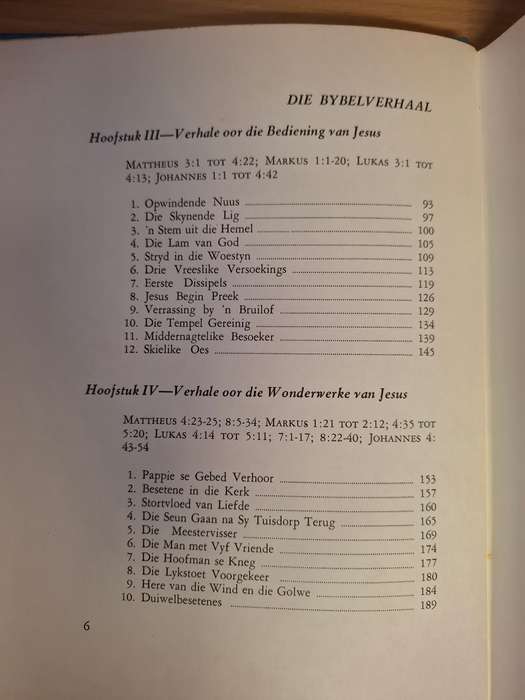 DIE BYBELVERHAAL
Hoofstuk III—Verhale oor die Bediening van Jesus
MATTHEUS 3:1 TOT 4:22; MARKUS 1:1-20; LUKAS 3:1 TOT
4:13; JOHANNES 1:1 TOT 4:42
1. Opwindende Nuus 93
2. Die Skynende Lig 97
3. 'n Stem uit die Hemel 100
4. Die Lam van God 105
5. Stryd in die Woestyn 109
6. Drie Vreeslike Versoekings 113
7. Eerste Dissipels 119
8. Jesus Begin Preek 126
9. Verrassing by 'n Bruilof 129
10. Die Tempel Gereinig 134
11. Middernagtelike Besoeker 139
12. Skielike Oes 145
Hoofstuk IV—Verhale oor die Wonderwerke van Jesus
MATTHEUS 4:23-25; 8:5-34; MARKUS 1:21 TOT 2:12; 4:35 TOT
5:20; LUKAS 4:14 TOT 5:11; 7:1-17; 8:22-40; JOHANNES 4:
43-54
1. Pappie se Gebed Verhoor 153
2. Besetene in die Kerk 157
3. Stortvloed van Liefde 160
4. Die Seun Gaan na Sy Tuisdorp Terug 165
5. Die Meestervisser 169
6. Die Man met Vyf Vriende 174
7. Die Hoofman se Kneg 177
8. Die Lykstoet Voorgekeer 180
9. Here van die Wind en die Golwe 184
10. Duiwelbesetenes 189
6